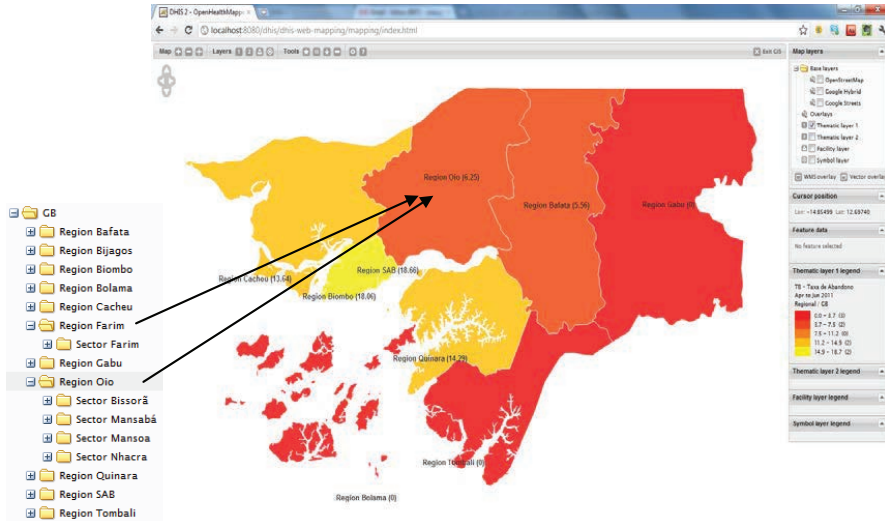 DHIS 2 - OpenHealthMapp
localhost:8080/dhis/dhis-web-mapping/mapping/index.html
Map
Layers
Tools
Exit GIS
Map layers
Base layers
OpenStreetMap
Google Hybrid
Google Streets
Overlays
Thematic layer 1
Thematic layer 2
Facility layer
Symbol layer
WMS overlay
Vector overlay
Cursor position
Lon: -14.95499 Lat: 12.69740
Feature data
No feature selected
Thematic layer 1 legend
TB - Taxa de Abandono
Apr to Jun 2011
Regional / GB
0.0 - 3.7 (3)
3.7 - 7.5 (2)
7.5 - 11.2 (0)
11.2 - 14.9 (2)
14.9 - 18.7 (2)
Thematic layer 2 legend
Facility layer legend
Symbol layer legend
Region Oio (6.25)
Region Bafata (5.56)
Region Gabu (0)
Region SAB (18.66)
Region Cacheu (13.64)
Region Biombo (18.06)
Region Quinara (14.29)
Region Tombali (0)
Region Bolama (0)
GB
Region Bafata
Region Bijagos
Region Biombo
Region Bolama
Region Cacheu
Region Farim
Sector Farim
Region Gabu
Region Oio
Sector Bissorã
Sector Mansabá
Sector Mansoa
Sector Nhacra
Region Quinara
Region SAB
Region Tombali